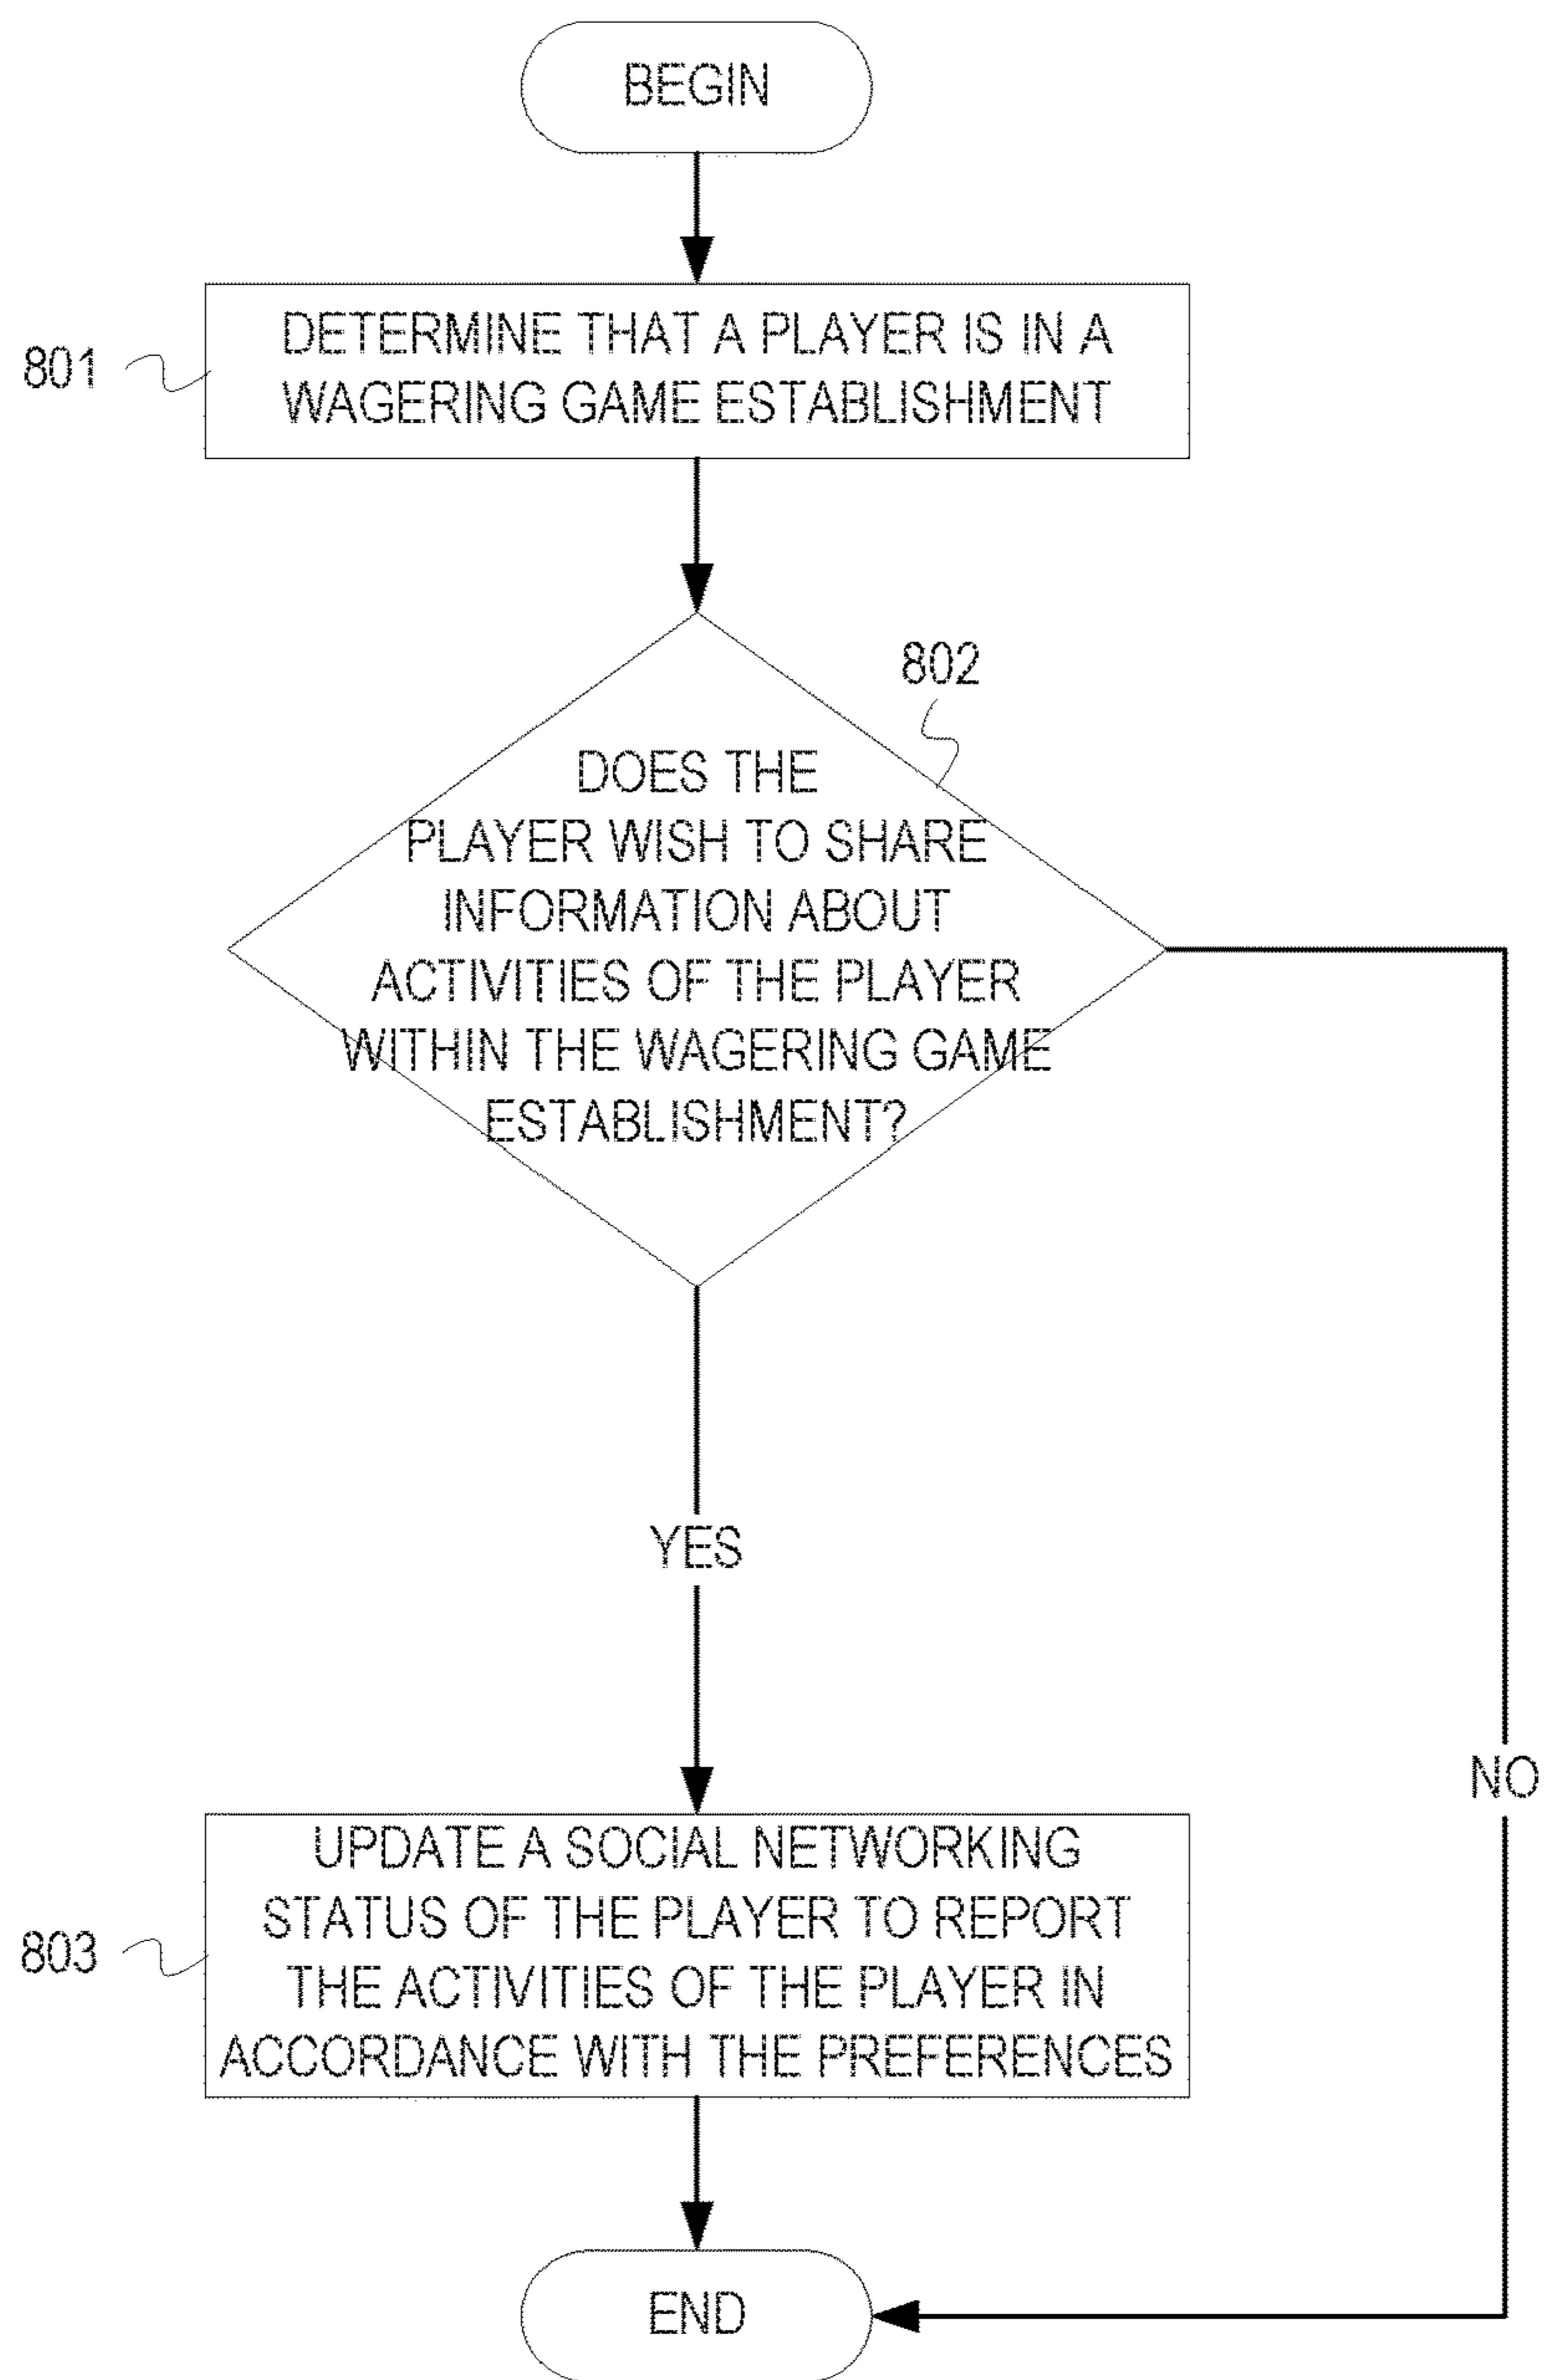 BEGIN
801
DETERMINE THAT A PLAYER IS IN A
WAGERING GAME ESTABLISHMENT
802
DOES THE
PLAYER WISH TO SHARE
INFORMATION ABOUT
ACTIVITIES OF THE PLAYER
WITHIN THE WAGERING GAME
ESTABLISHMENT?
YES
NO
803
UPDATE A SOCIAL NETWORKING
STATUS OF THE PLAYER TO REPORT
THE ACTIVITIES OF THE PLAYER IN
ACCORDANCE WITH THE PREFERENCES
END